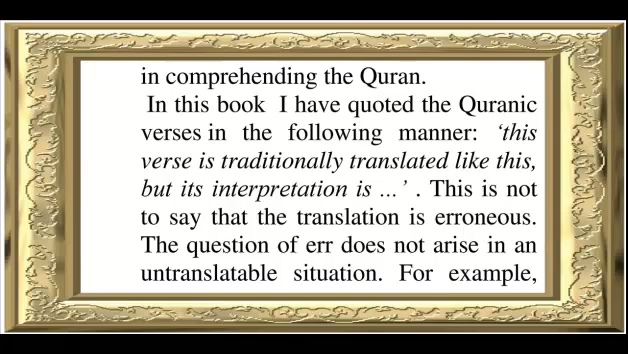 in comprehending the Quran.
In this book I have quoted the Quranic
verses in the following manner: ‘this
verse is traditionally translated like this,
but its interpretation is ...’ . This is not
to say that the translation is erroneous.
The question of err does not arise in an
untranslatable situation. For example,